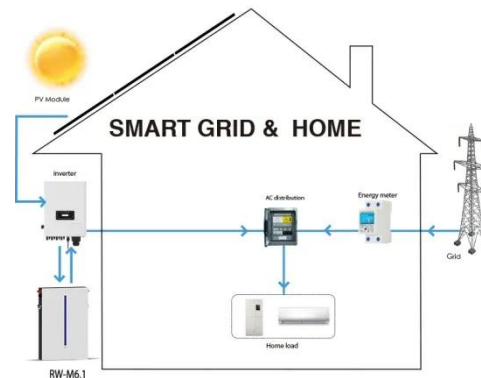 PV Module
SMART GRID & HOME
Inverter
AC distribution
Energy meter
Grid
Home load
RW-M6.1